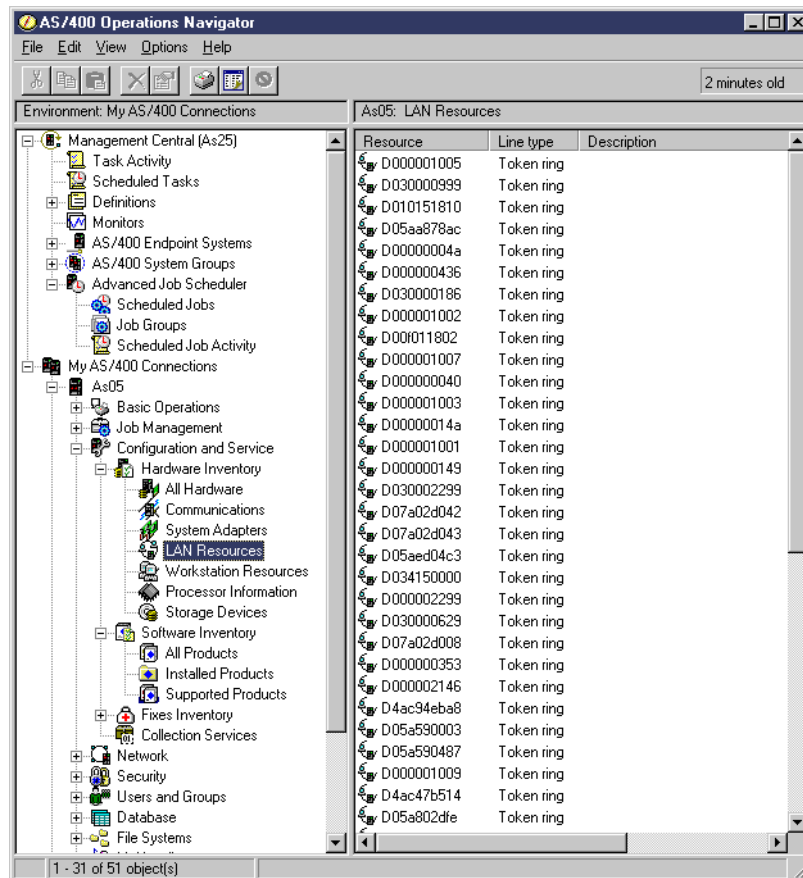 AS/400 Operations Navigator
File Edit View Options Help
2 minutes old
Environment: My AS/400 Connections
As05: LAN Resources
Management Central (As25)
Task Activity
Scheduled Tasks
Definitions
Monitors
AS/400 Endpoint Systems
AS/400 System Groups
Advanced Job Scheduler
Scheduled Jobs
Job Groups
Scheduled Job Activity
My AS/400 Connections
As05
Basic Operations
Job Management
Configuration and Service
Hardware Inventory
All Hardware
Communications
System Adapters
LAN Resources
Workstation Resources
Processor Information
Storage Devices
Software Inventory
All Products
Installed Products
Supported Products
Fixes Inventory
Collection Services
Network
Security
Users and Groups
Database
File Systems
Resource Line type Description
D000001005 Token ring
D030000999 Token ring
D010151810 Token ring
D05aa878ac Token ring
D00000004a Token ring
D000000436 Token ring
D030000186 Token ring
D000001002 Token ring
D00f011802 Token ring
D000001007 Token ring
D000000040 Token ring
D000001003 Token ring
D00000014a Token ring
D000001001 Token ring
D000000149 Token ring
D030002299 Token ring
D07a02d042 Token ring
D07a02d043 Token ring
D05aed04c3 Token ring
D034150000 Token ring
D000002299 Token ring
D030000629 Token ring
D07a02d008 Token ring
D000000353 Token ring
D000002146 Token ring
D4ac94eba8 Token ring
D05a590003 Token ring
D05a590487 Token ring
D000001009 Token ring
D4ac47b514 Token ring
D05a802dfe Token ring
1 - 31 of 51 object(s)